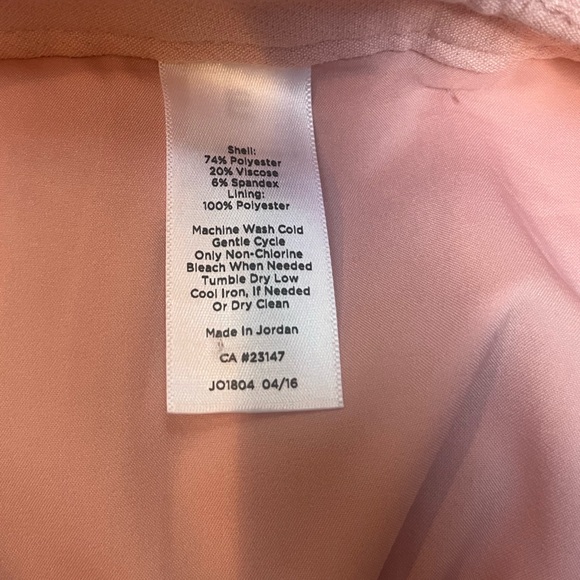 Shell:
74% Polyester
20% Viscose
6% Spandex
Lining:
100% Polyester
Machine Wash Cold
Gentle Cycle
Only Non-Chlorine
Bleach When Needed
Tumble Dry Low
Cool Iron, If Needed
Or Dry Clean
Made In Jordan
CA #23147
JO1804 04/16